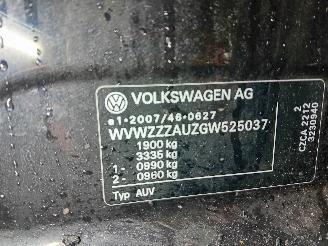 VOLKSWAGEN AG
e1*2007/46*0627
WVWZZZAUZGW525037
1900 kg
3335 kg
1- 0990 kg
2- 0960 kg
Typ AUV
2
CZCA 2212
3230940